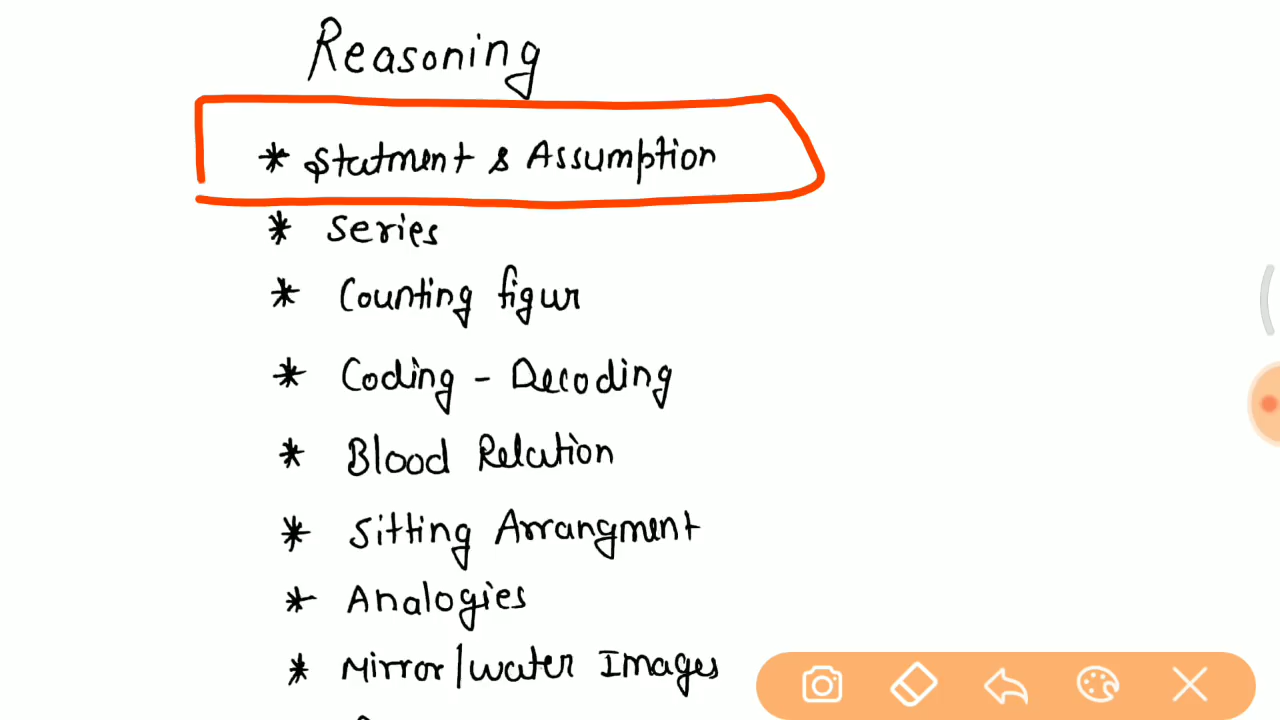 Reasoning
* Statment & Assumption
* Series
* Counting figur
* Coding - Decoding
* Blood Relation
* Sitting Arrangment
* Analogies
* Mirror/water Images